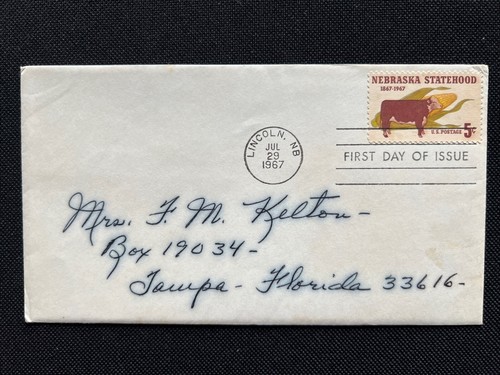 NEBRASKA STATEHOOD
1867-1967
U.S. POSTAGE 5¢
LINCOLN, NB
JUL
29
1967
FIRST DAY OF ISSUE
Mrs. F. M. Kelton-
Box 19034-
Tampa- Florida 33616-